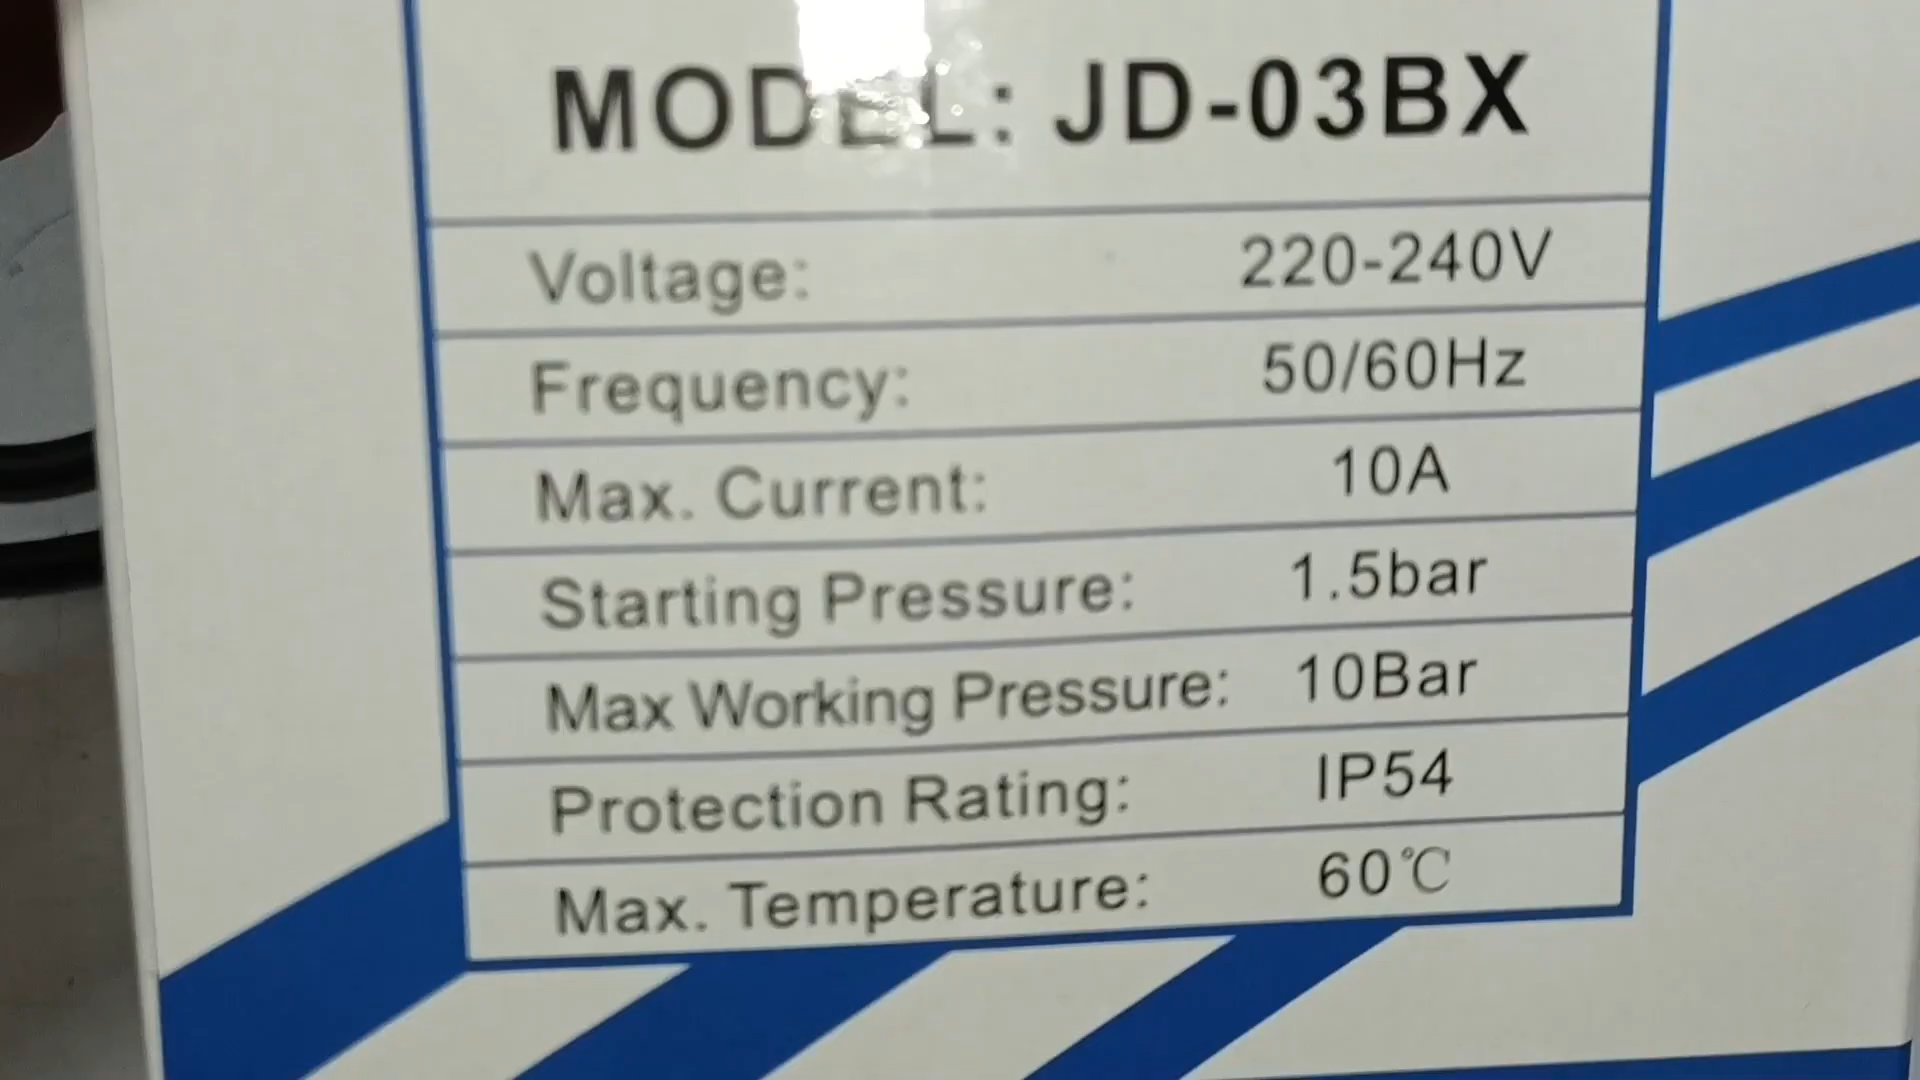 MODEL: JD-03BX
Voltage: 220-240V
Frequency: 50/60Hz
Max. Current: 10A
Starting Pressure: 1.5bar
Max Working Pressure: 10Bar
Protection Rating: IP54
Max. Temperature: 60℃